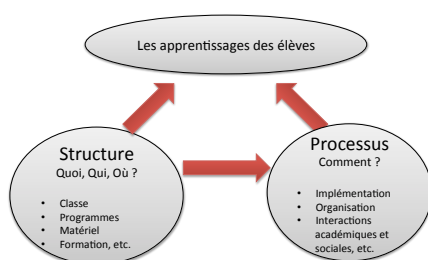 Les apprentissages des élèves
Structure
Quoi, Qui, Où ?
• Classe
• Programmes
• Matériel
• Formation, etc.
Processus
Comment ?
• Implémentation
• Organisation
• Interactions
académiques et
sociales, etc.